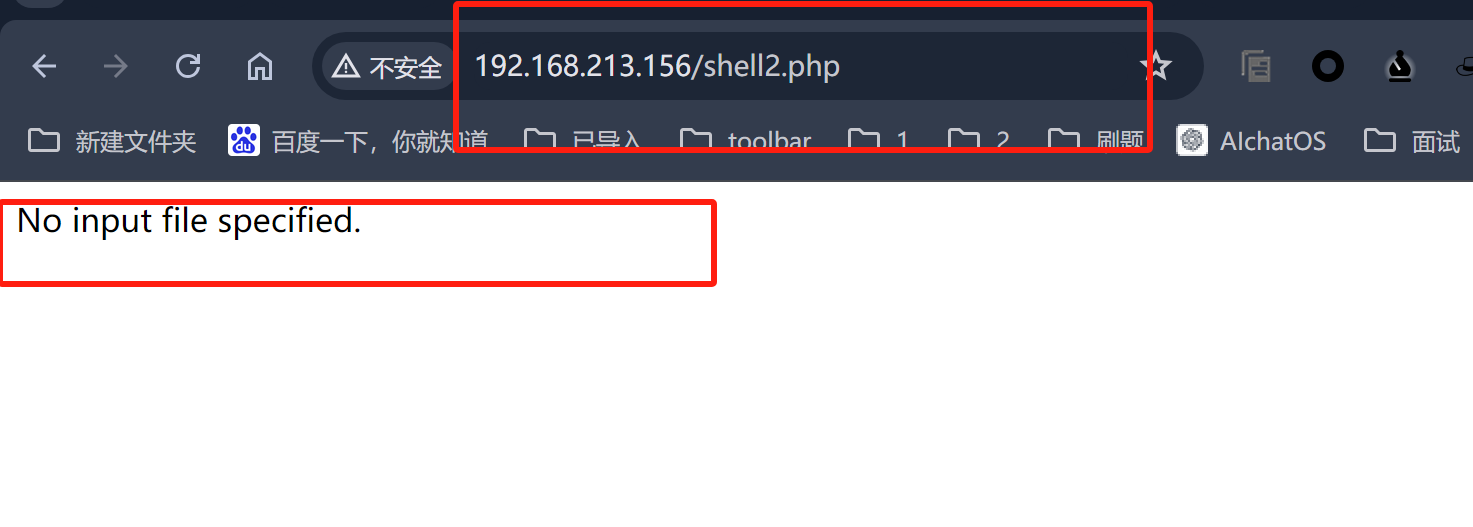 不安全 192.168.213.156/shell2.php
新建文件夹 百度一下，你就知道 已导入 toolbar 1 2 刷题 AIchatOS 面试
No input file specified.